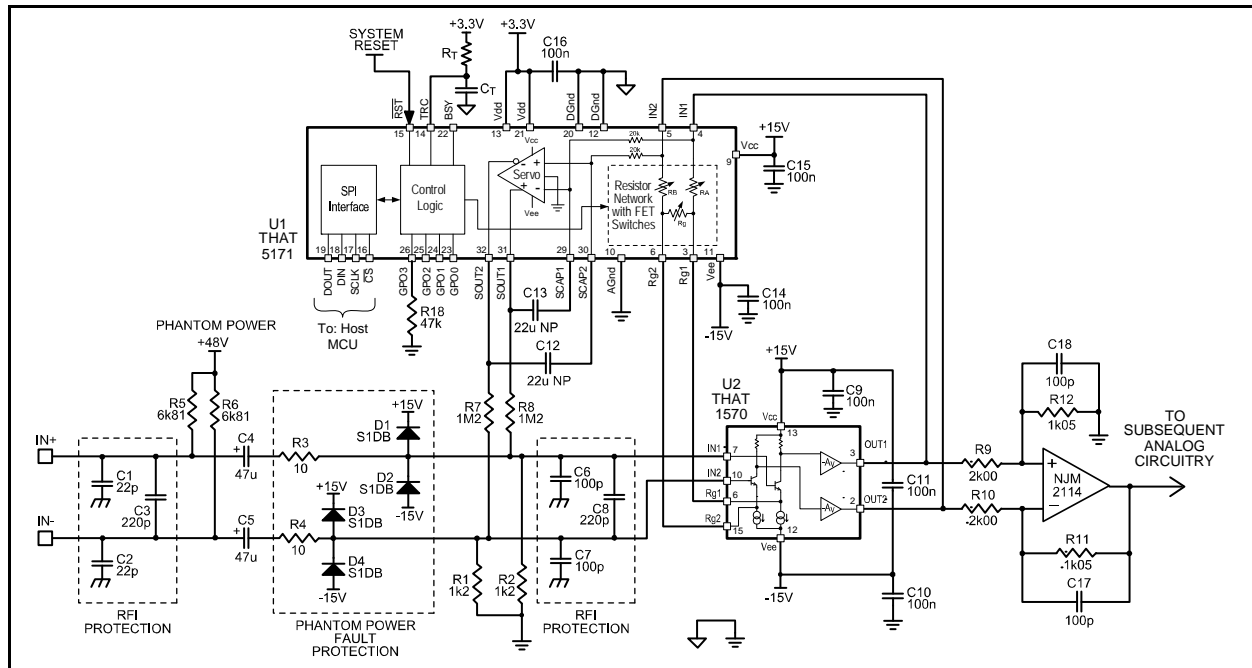 SYSTEM
RESET
+3.3V
RT
CT
+3.3V
C16
100n
RST
TRC
BSY
Vdd
Vdd
DGnd
DGnd
IN2
IN1
15
14
22
13
21
20
12
5
4
+15V
Vcc
9
C15
100n
20k
20k
Vcc
Servo
Vee
SPI
Interface
Control
Logic
Resistor
Network
with FET
Switches
RB
RA
Rg
U1
THAT
5171
19
18
17
16
26
25
24
23
32
31
29
30
10
6
3
11
DOUT
DIN
SCLK
CS
GPO3
GPO2
GPO1
GPO0
SOUT2
SOUT1
SCAP1
SCAP2
AGnd
Rg2
Rg1
Vee
To: Host
MCU
R18
47k
C13
22u NP
C12
22u NP
C14
100n
-15V
PHANTOM POWER
+48V
R5
6k81
R6
6k81
R7
1M2
R8
1M2
IN+
IN-
C1
22p
C2
22p
C3
220p
C4
47u
C5
47u
+
+
R3
10
R4
10
+15V
D1
S1DB
D2
S1DB
-15V
+15V
D3
S1DB
D4
S1DB
-15V
R1
1k2
R2
1k2
C6
100p
C7
100p
C8
220p
RFI
PROTECTION
PHANTOM POWER
FAULT
PROTECTION
RFI
PROTECTION
U2
THAT
1570
+15V
C9
100n
Vcc
13
IN1
7
IN2
10
Rg1
6
Rg2
15
-AV
-AV
OUT1
3
OUT2
2
12
Vee
-15V
C11
100n
C10
100n
R9
2k00
R10
2k00
C18
100p
R12
1k05
NJM
2114
R11
1k05
C17
100p
TO
SUBSEQUENT
ANALOG
CIRCUITRY